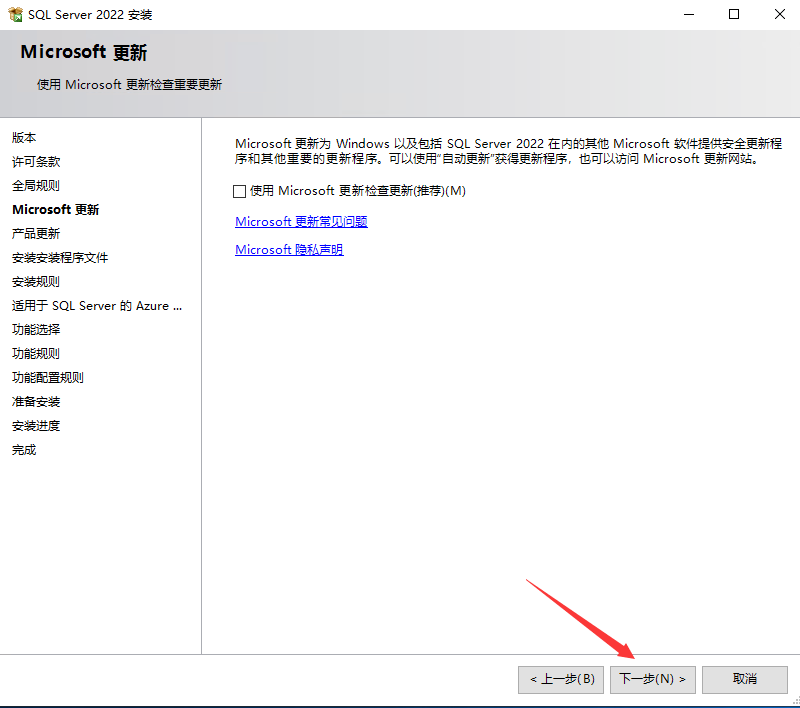 SQL Server 2022 安装
Microsoft 更新
使用 Microsoft 更新检查重要更新
版本
许可条款
全局规则
Microsoft 更新
产品更新
安装安装程序文件
安装规则
适用于 SQL Server 的 Azure ...
功能选择
功能规则
功能配置规则
准备安装
安装进度
完成
Microsoft 更新为 Windows 以及包括 SQL Server 2022 在内的其他 Microsoft 软件提供安全更新程
序和其他重要的更新程序。可以使用“自动更新”获得更新程序，也可以访问 Microsoft 更新网站。
使用 Microsoft 更新检查更新(推荐)(M)
Microsoft 更新常见问题
Microsoft 隐私声明
< 上一步(B)
下一步(N) >
取消